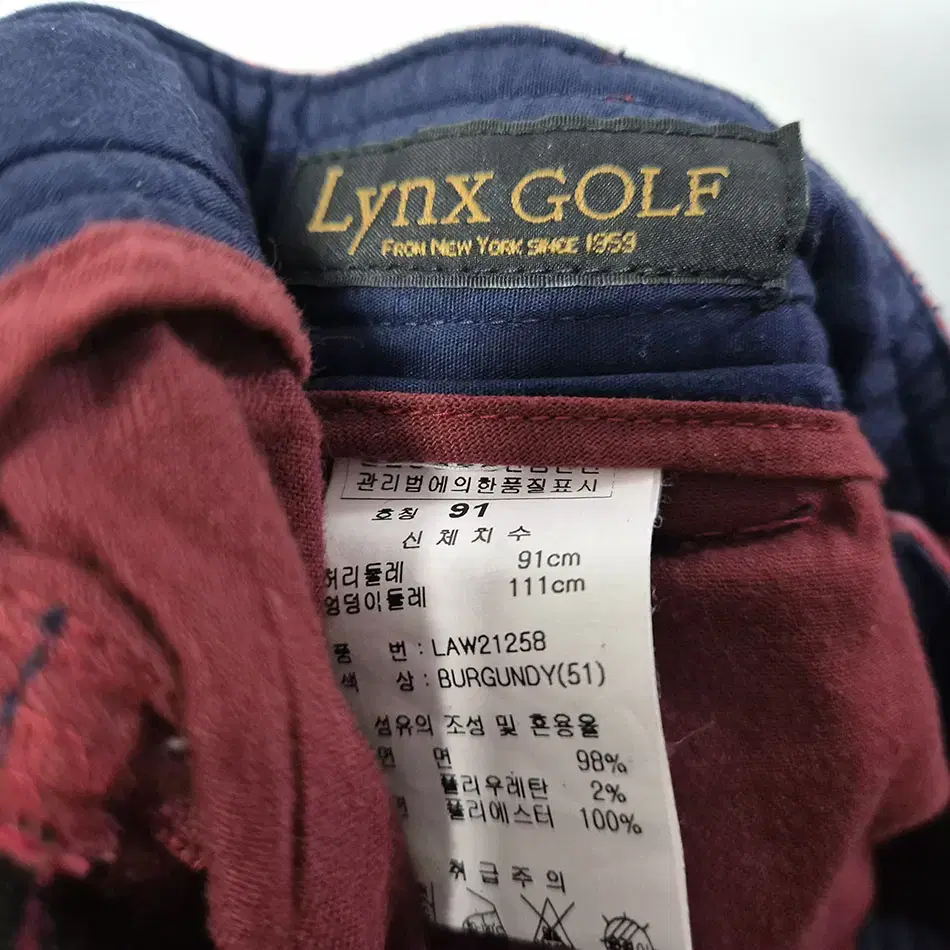 Lynx GOLF
FROM NEW YORK SINCE 1959
관리법에의한품질표시
호칭 91
신체치수
허리둘레 91cm
엉덩이둘레 111cm
품 번 : LAW21258
색 상 : BURGUNDY(51)
섬유의 조성 및 혼용율
면 98%
폴리우레탄 2%
폴리에스터 100%
취급주의